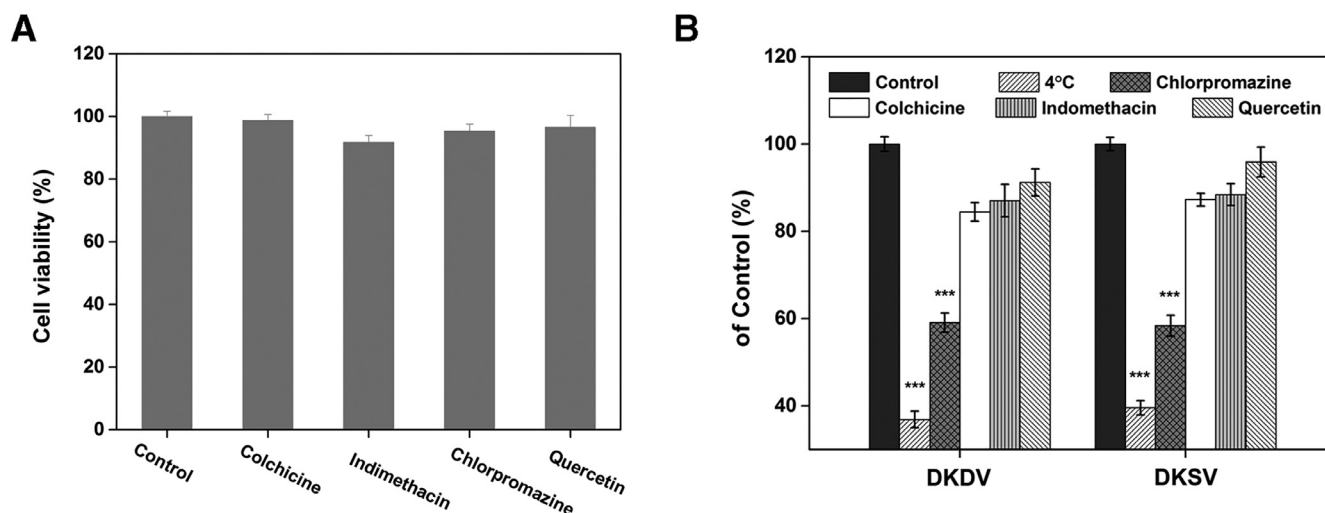 A
Cell viability (%)
120
100
80
60
40
20
0
Control
Colchicine
Indimethacin
Chlorpromazine
Quercetin
B
of Control (%)
120
100
80
60
40
Control
4°C
Chlorpromazine
Colchicine
Indomethacin
Quercetin
***
***
***
***
DKDV
DKSV